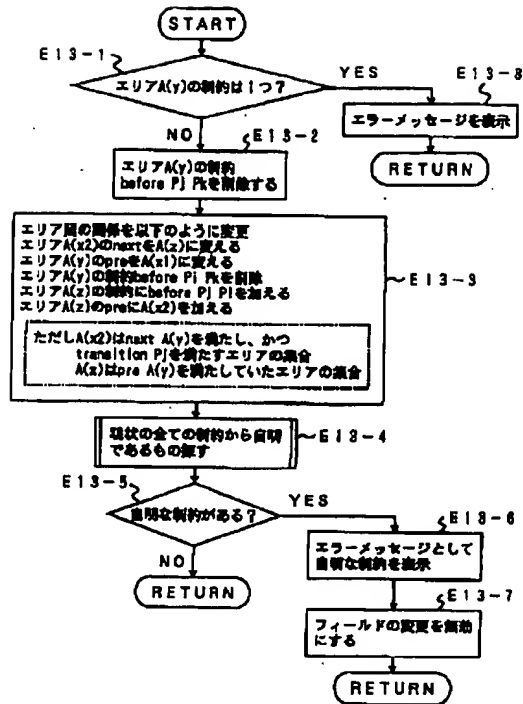 START
E13-1
エリアA(y)の制約は1つ?
YES
E13-8
エラーメッセージを表示
RETURN
NO
E13-2
エリアA(y)の制約
before Pj Pkを削除する
エリア間の関係を以下のように変更
エリアA(x2)のnextをA(z)に変える
エリアA(y)のpreをA(x1)に変える
エリアA(y)の制約before Pj Pkを削除
エリアA(z)の制約にbefore Pj Plを加える
エリアA(z)のpreにA(x2)を加える
ただしA(x2)はnext A(y)を満たし、かつ
transition Pjを満たすエリアの集合
A(z)はpre A(y)を満たしていたエリアの集合
E13-3
現状の全ての制約から自明
であるもの探す
E13-4
E13-5
自明な制約がある?
YES
E13-6
エラーメッセージとして
自明な制約を表示
NO
RETURN
E13-7
フィールドの変更を無効
にする
RETURN